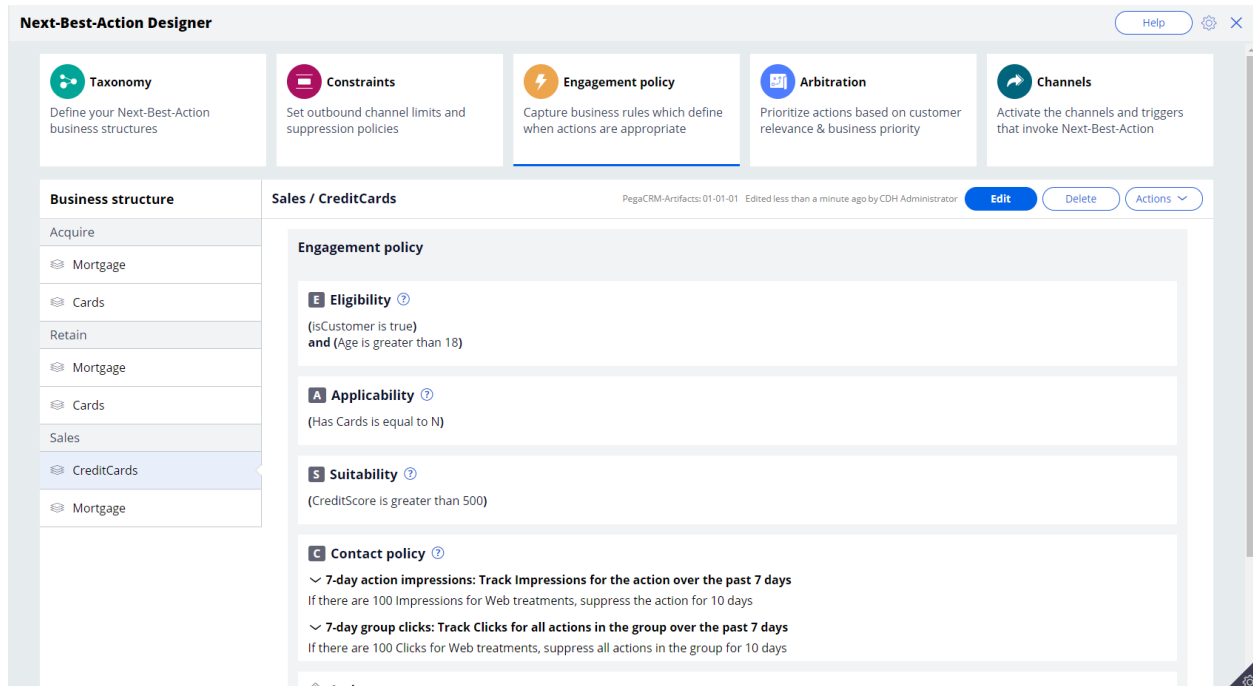 Next-Best-Action Designer
Help
Taxonomy
Define your Next-Best-Action
business structures
Constraints
Set outbound channel limits and
suppression policies
Engagement policy
Capture business rules which define
when actions are appropriate
Arbitration
Prioritize actions based on customer
relevance & business priority
Channels
Activate the channels and triggers
that invoke Next-Best-Action
Business structure
Acquire
Mortgage
Cards
Retain
Mortgage
Cards
Sales
CreditCards
Mortgage
Sales / CreditCards
PegaCRM-Artifacts: 01-01-01 Edited less than a minute ago by CDH Administrator
Edit
Delete
Actions
Engagement policy
E Eligibility ?
(isCustomer is true)
and (Age is greater than 18)
A Applicability ?
(Has Cards is equal to N)
S Suitability ?
(CreditScore is greater than 500)
C Contact policy ?
7-day action impressions: Track Impressions for the action over the past 7 days
If there are 100 Impressions for Web treatments, suppress the action for 10 days
7-day group clicks: Track Clicks for all actions in the group over the past 7 days
If there are 100 Clicks for Web treatments, suppress all actions in the group for 10 days